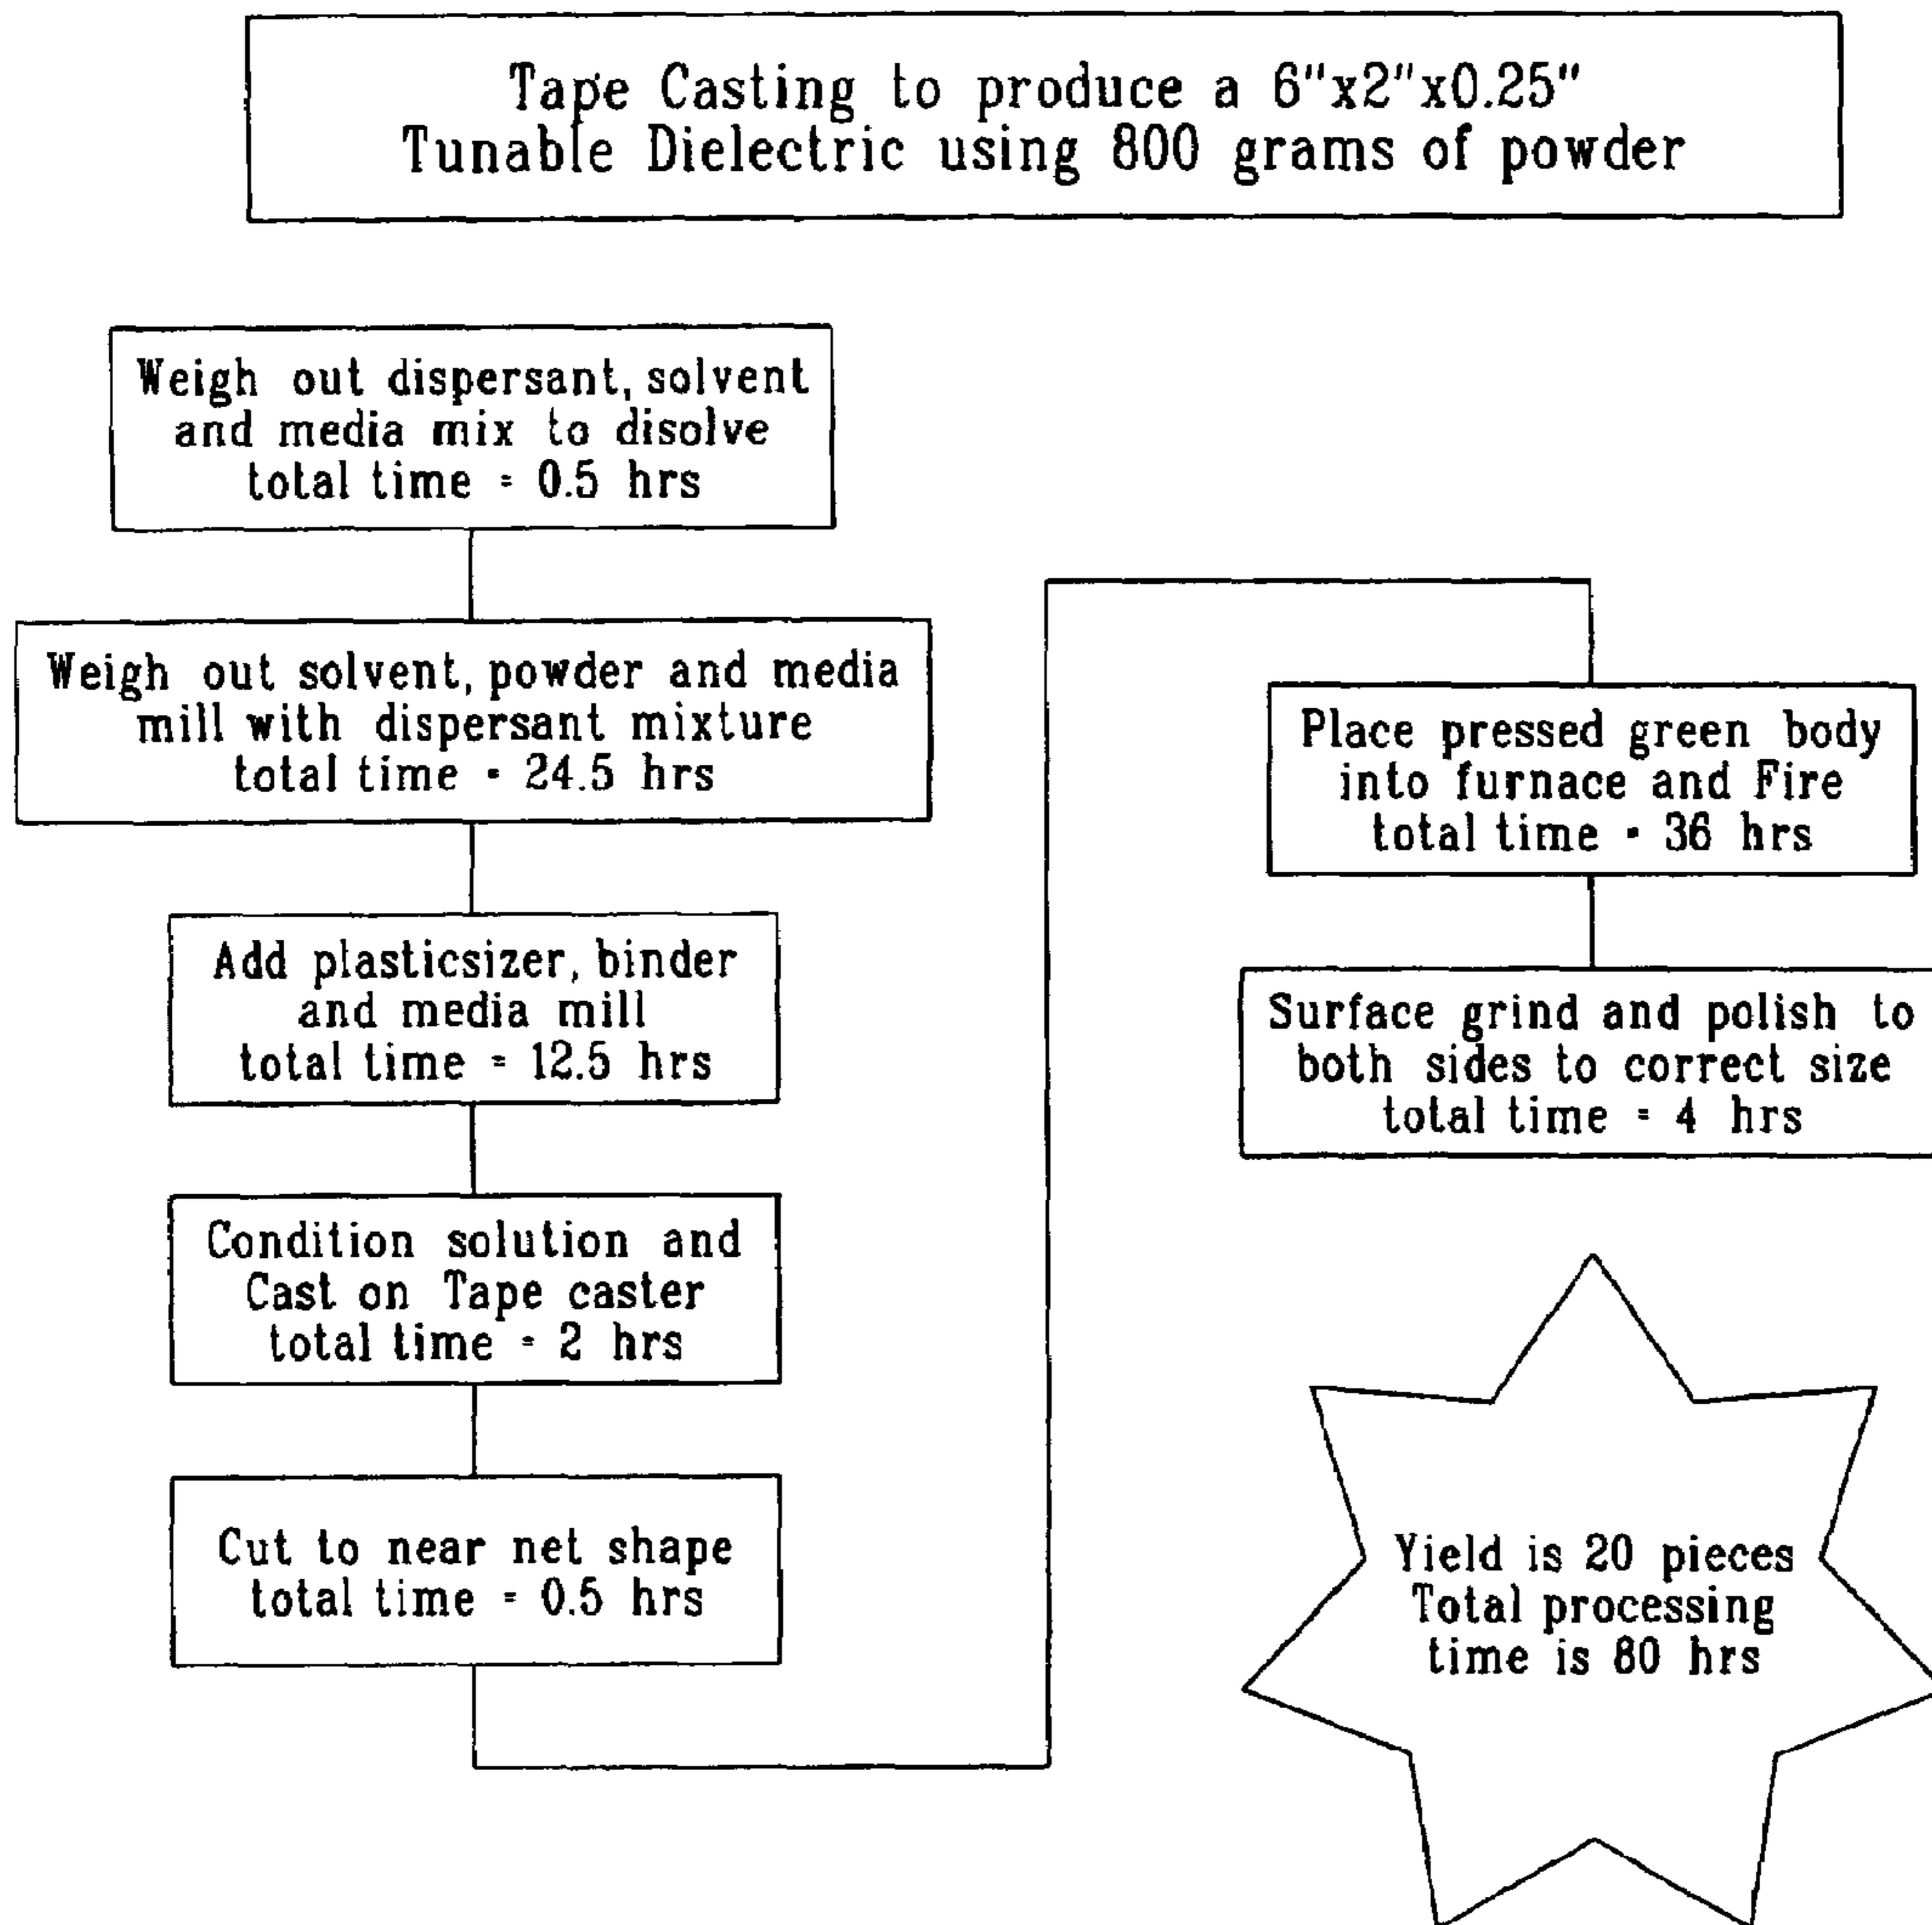 Tape Casting to produce a 6"x2"x0.25"
Tunable Dielectric using 800 grams of powder
Weigh out dispersant, solvent
and media mix to disolve
total time = 0.5 hrs
Weigh out solvent, powder and media
mill with dispersant mixture
total time = 24.5 hrs
Add plasticsizer, binder
and media mill
total time = 12.5 hrs
Condition solution and
Cast on Tape caster
total time = 2 hrs
Cut to near net shape
total time = 0.5 hrs
Place pressed green body
into furnace and Fire
total time = 36 hrs
Surface grind and polish to
both sides to correct size
total time = 4 hrs
Yield is 20 pieces
Total processing
time is 80 hrs